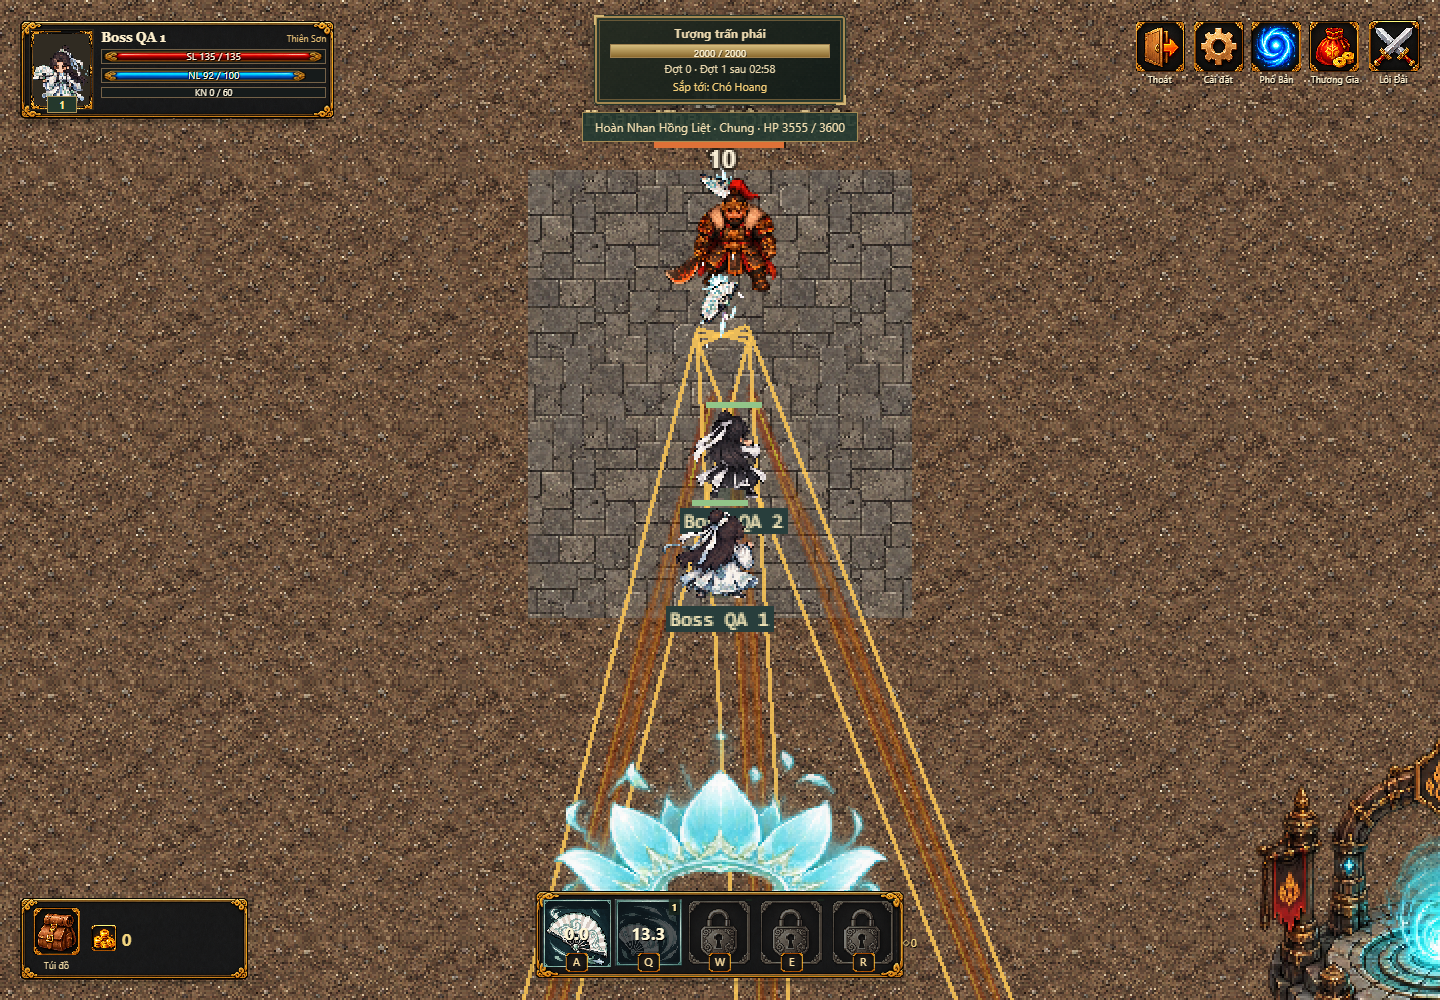 Boss QA 1
Thiên Sơn
SL 135 / 135
NL 92 / 100
KN 0 / 60
1
Tượng trấn phái
2000 / 2000
Đợt 0 · Đợt 1 sau 02:58
Sắp tới: Chó Hoang
Hoàn Nhan Hồng Liệt · Chung · HP 3555 / 3600
10
Thoát
Cài đặt
Phó Bản
Thương Gia
Lôi Đài
QA 2
Boss QA 1
0
Túi đồ
0.0
1
13.3
A
Q
W
E
R
0